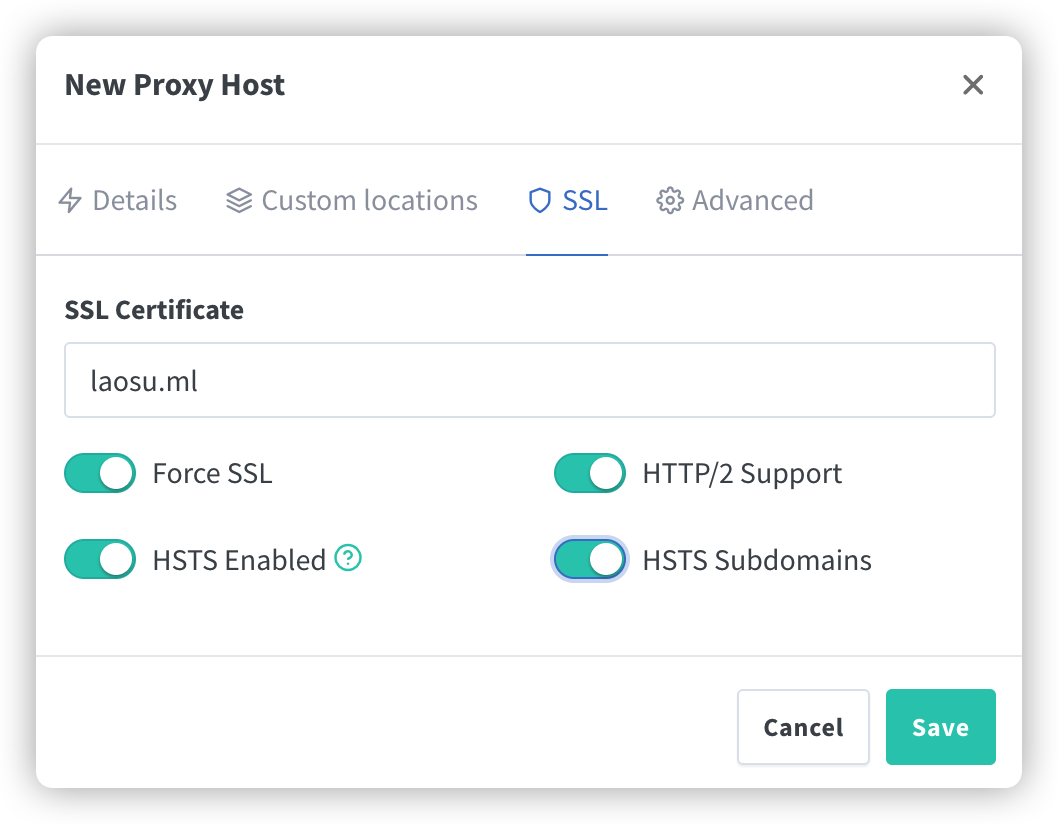 New Proxy Host
Details Custom locations SSL Advanced
SSL Certificate
laosu.ml
Force SSL HTTP/2 Support
HSTS Enabled ? HSTS Subdomains
Cancel Save